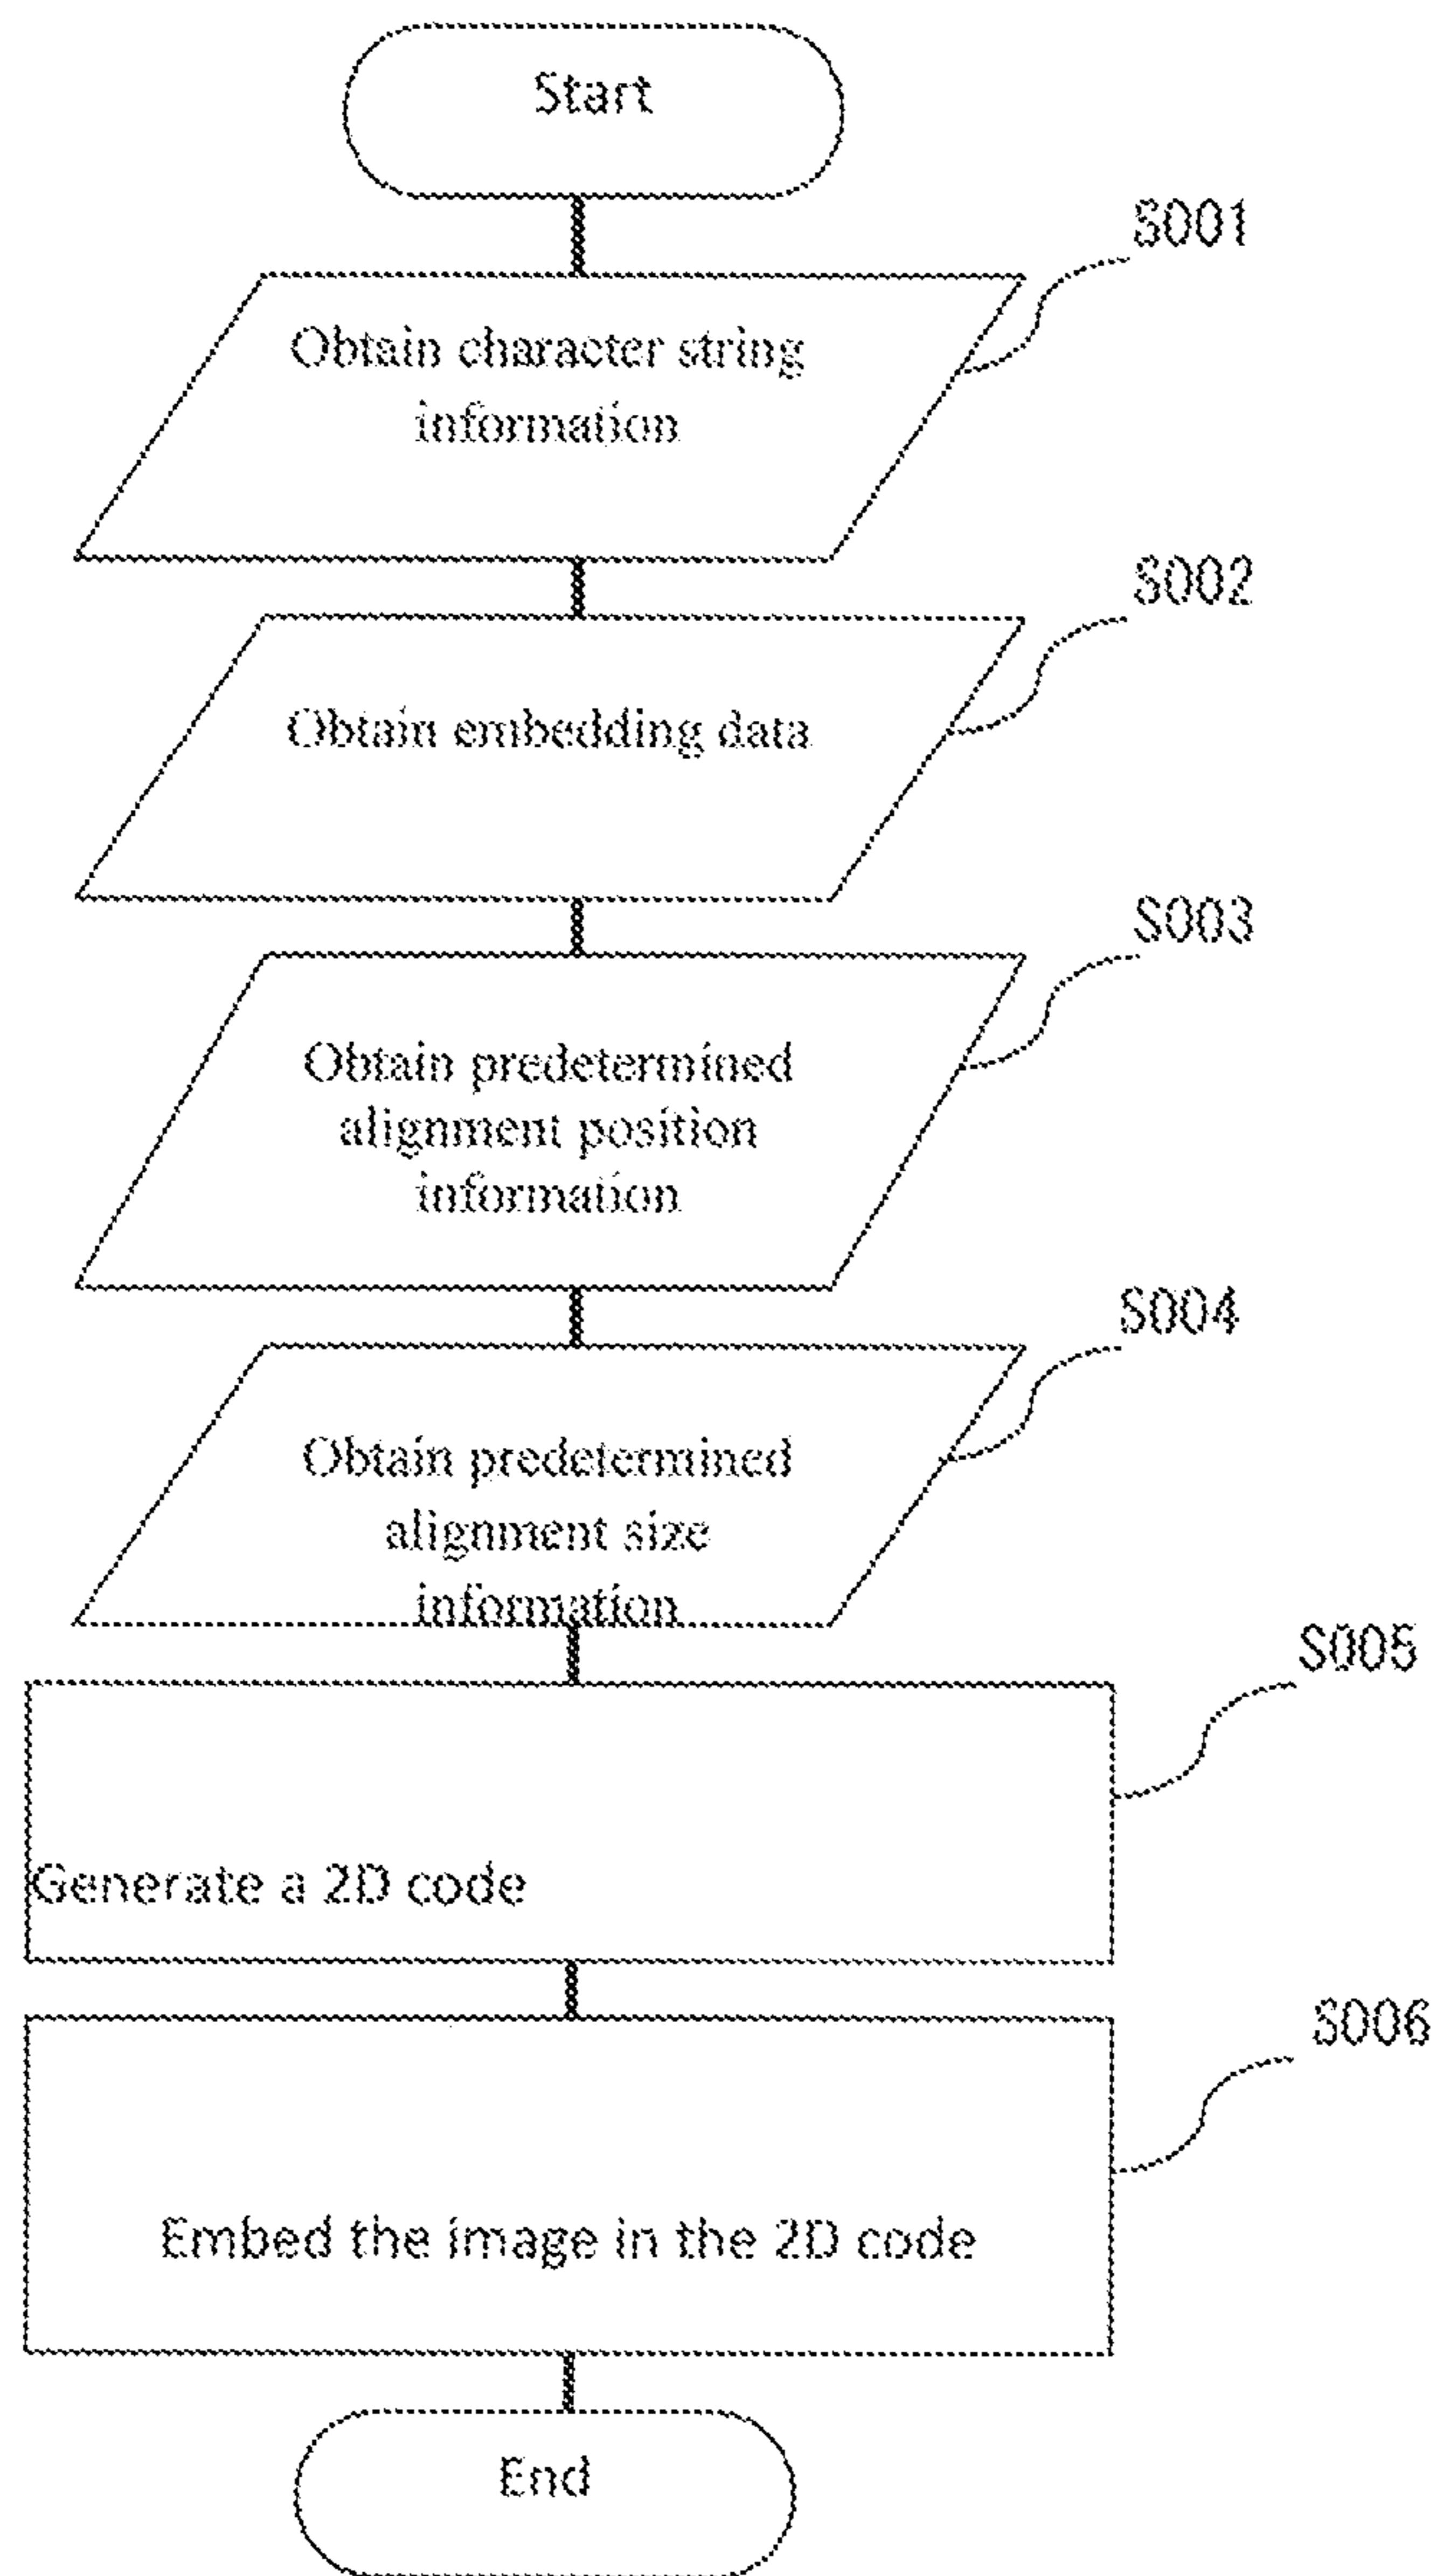 Start
S001
Obtain character string
information
S002
Obtain embedding data
S003
Obtain predetermined
alignment position
information
S004
Obtain predetermined
alignment size
information
S005
Generate a 2D code
S006
Embed the image in the 2D code
End